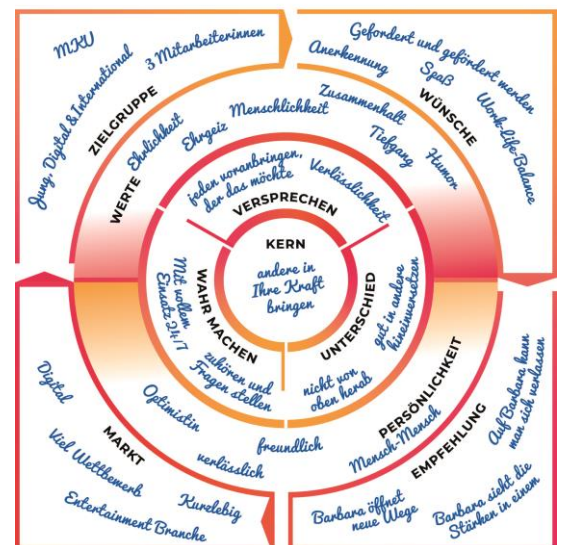 ZIELGRUPPE
MKU
3 Mitarbeiterinnen
Jung, Digital & International
WÜNSCHE
Gefordert und gefördert werden
Anerkennung
Spaß
Work-life-Balance
WERTE
Ehrlichkeit
Ehrgeiz
Menschlichkeit
Zusammenhalt
Tiefgang
Humor
VERSPRECHEN
jeden voranbringen,
der das möchte
Verlässlichkeit
KERN
andere in
Ihre Kraft
bringen
WAHR MACHEN
Mit vollem
Einsatz 24/7
zuhören und
Fragen stellen
UNTERSCHIED
gut in andere
hineinversetzen
nicht von
oben herab
PERSÖNLICHKEIT
Optimistin
verlässlich
freundlich
Mensch-Mensch
MARKT
Digital
Viel Wettbewerb
Entertainment Branche
Kurzlebig
EMPFEHLUNG
Auf Barbara kann
man sich verlassen
Barbara öffnet
neue Wege
Barbara sieht die
Stärken in einem